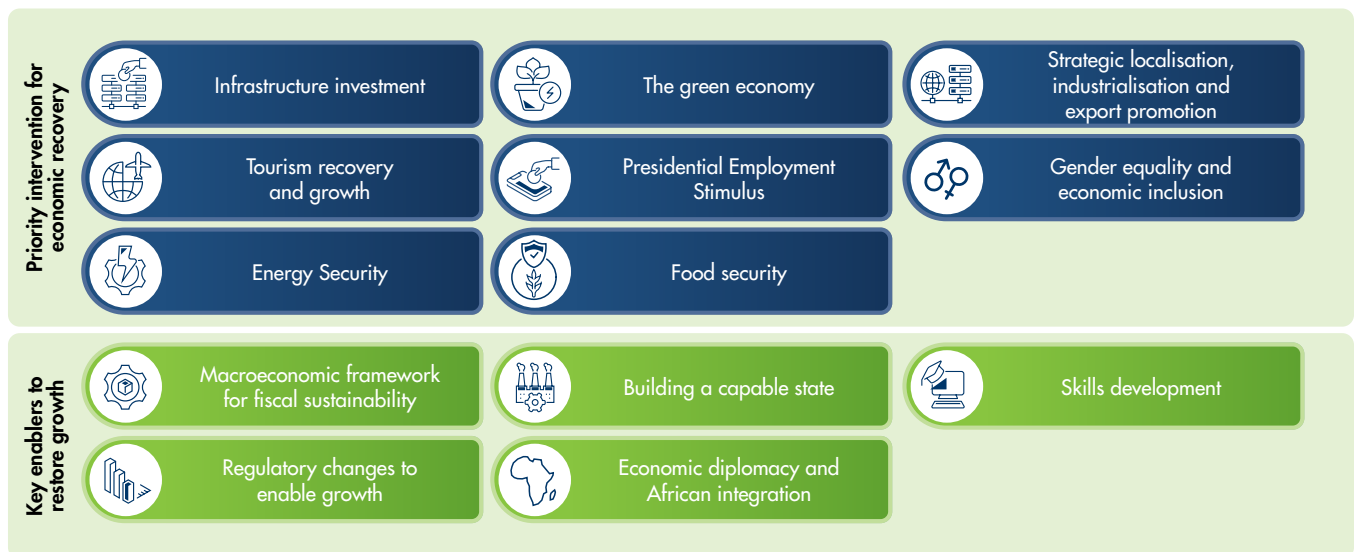 Priority intervention for
economic recovery
Infrastructure investment
The green economy
Strategic localisation,
industrialisation and
export promotion
Tourism recovery
and growth
Presidential Employment
Stimulus
Gender equality and
economic inclusion
Energy Security
Food security
Key enablers to
restore growth
Macroeconomic framework
for fiscal sustainability
Building a capable state
Skills development
Regulatory changes to
enable growth
Economic diplomacy and
African integration